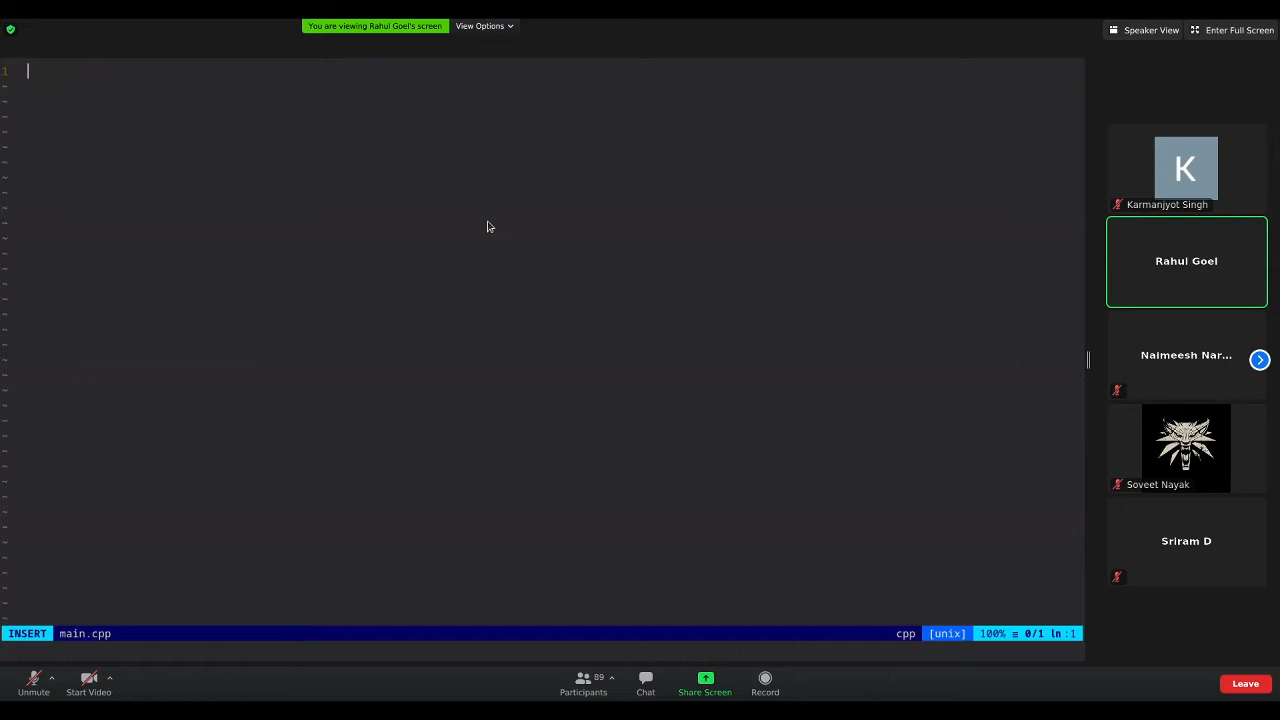 You are viewing Rahul Goel's screen
View Options
Speaker View
Enter Full Screen
1
K
Karmanjyot Singh
Rahul Goel
Naimeesh Nar...
Soveet Nayak
Sriram D
INSERT main.cpp
cpp [unix] 100% ≡ 0/1 ln :1
Unmute
Start Video
89
Participants
Chat
Share Screen
Record
Leave